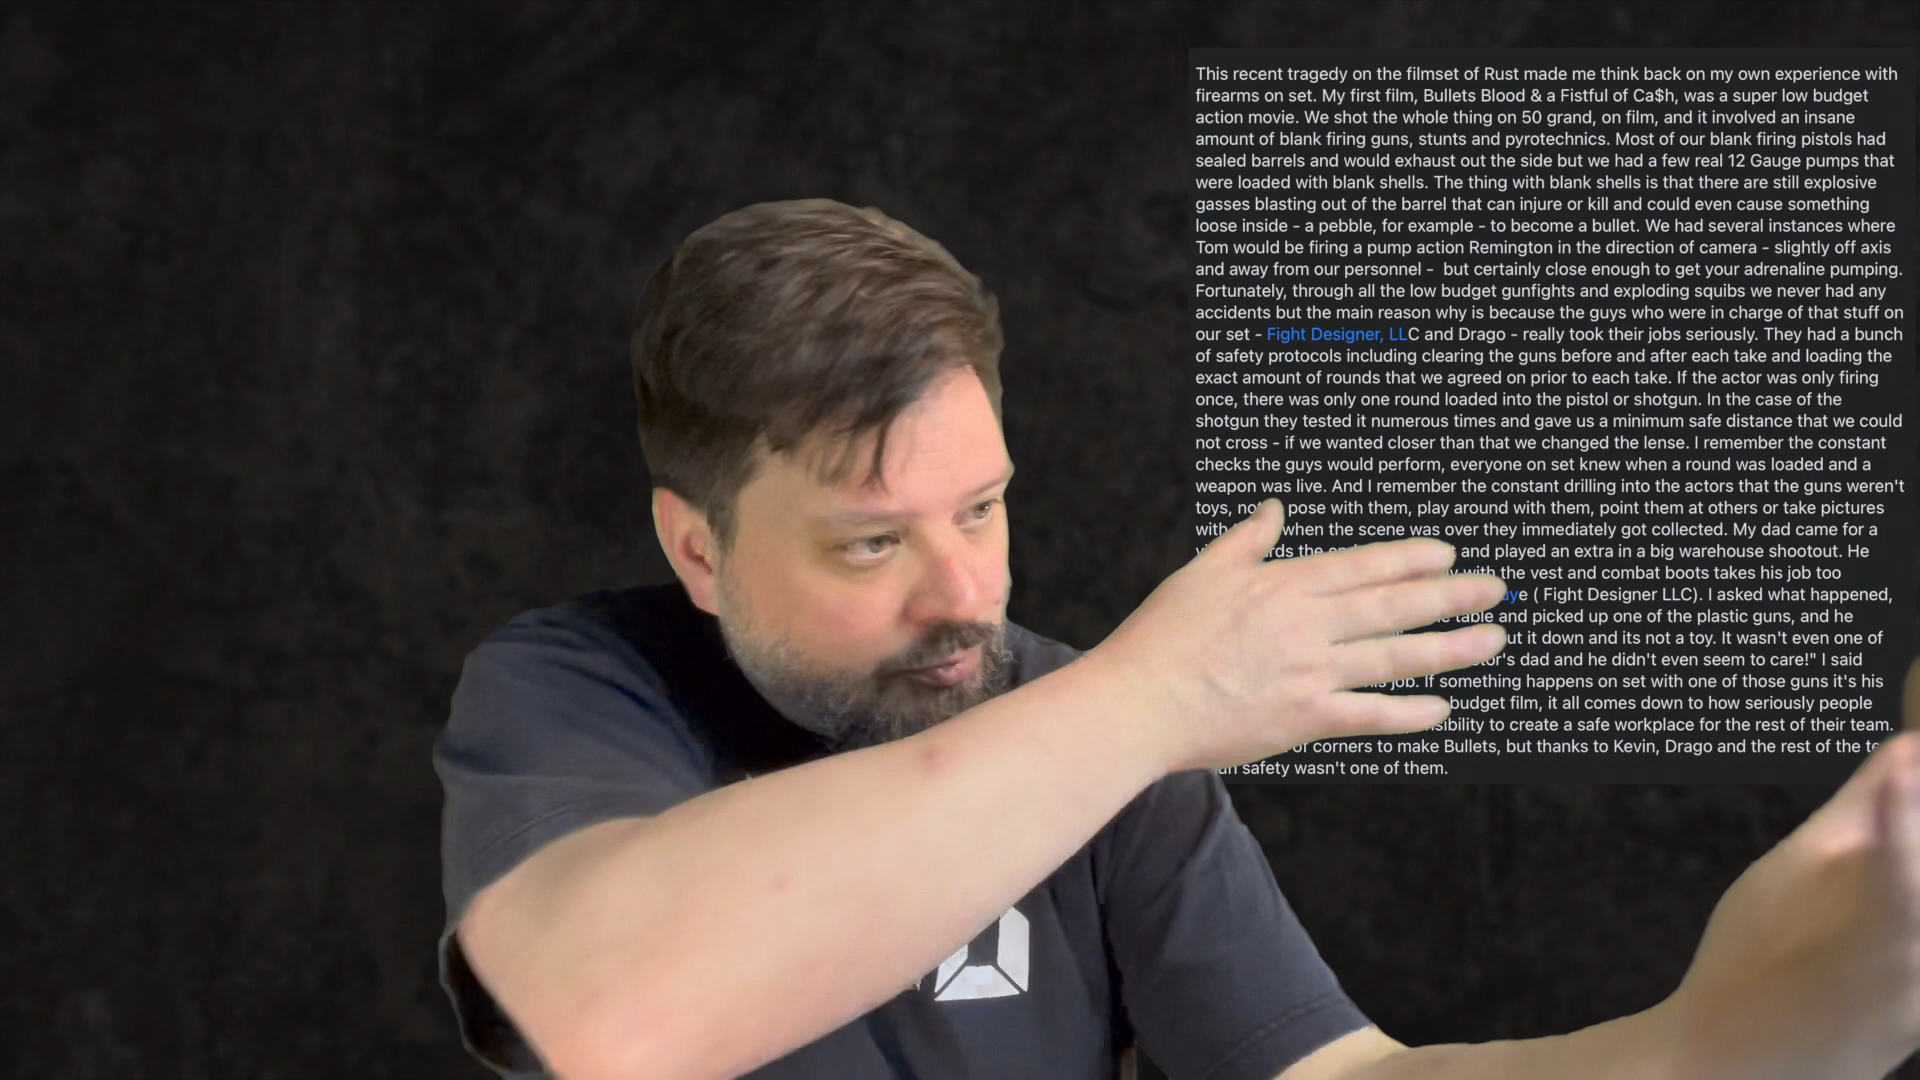 This recent tragedy on the filmset of Rust made me think back on my own experience with
firearms on set. My first film, Bullets Blood & a Fistful of Ca$h, was a super low budget
action movie. We shot the whole thing on 50 grand, on film, and it involved an insane
amount of blank firing guns, stunts and pyrotechnics. Most of our blank firing pistols had
sealed barrels and would exhaust out the side but we had a few real 12 Gauge pumps that
were loaded with blank shells. The thing with blank shells is that there are still explosive
gasses blasting out of the barrel that can injure or kill and could even cause something
loose inside - a pebble, for example - to become a bullet. We had several instances where
Tom would be firing a pump action Remington in the direction of camera - slightly off axis
and away from our personnel -  but certainly close enough to get your adrenaline pumping.
Fortunately, through all the low budget gunfights and exploding squibs we never had any
accidents but the main reason why is because the guys who were in charge of that stuff on
our set - Fight Designer, LLC and Drago - really took their jobs seriously. They had a bunch
of safety protocols including clearing the guns before and after each take and loading the
exact amount of rounds that we agreed on prior to each take. If the actor was only firing
once, there was only one round loaded into the pistol or shotgun. In the case of the
shotgun they tested it numerous times and gave us a minimum safe distance that we could
not cross - if we wanted closer than that we changed the lense. I remember the constant
checks the guys would perform, everyone on set knew when a round was loaded and a
weapon was live. And I remember the constant drilling into the actors that the guns weren't
toys, pose with them, play around with them, point them at others or take pictures
with when the scene was over they immediately got collected. My dad came for a
the and played an extra in a big warehouse shootout. He
with the vest and combat boots takes his job too
( Fight Designer LLC). I asked what happened,
table and picked up one of the plastic guns, and he
it down and its not a toy. It wasn't even one of
dad and he didn't even seem to care!" I said
job. If something happens on set with one of those guns it's his
budget film, it all comes down to how seriously people
to create a safe workplace for the rest of their team.
of corners to make Bullets, but thanks to Kevin, Drago and the rest of the
safety wasn't one of them.